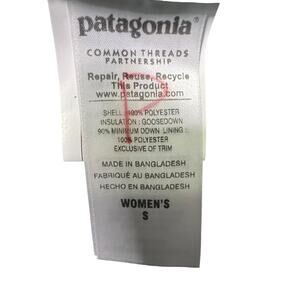 patagonia®
COMMON THREADS
PARTNERSHIP
Repair, Reuse, Recycle
This Product
www.patagonia.com
SHELL : 100% POLYESTER
INSULATION : GOOSEDOWN
90% MINIMUM DOWN LINING :
100% POLYESTER
EXCLUSIVE OF TRIM
MADE IN BANGLADESH
FABRIQUÉ AU BANGLADESH
HECHO EN BANGLADESH
WOMEN'S
S